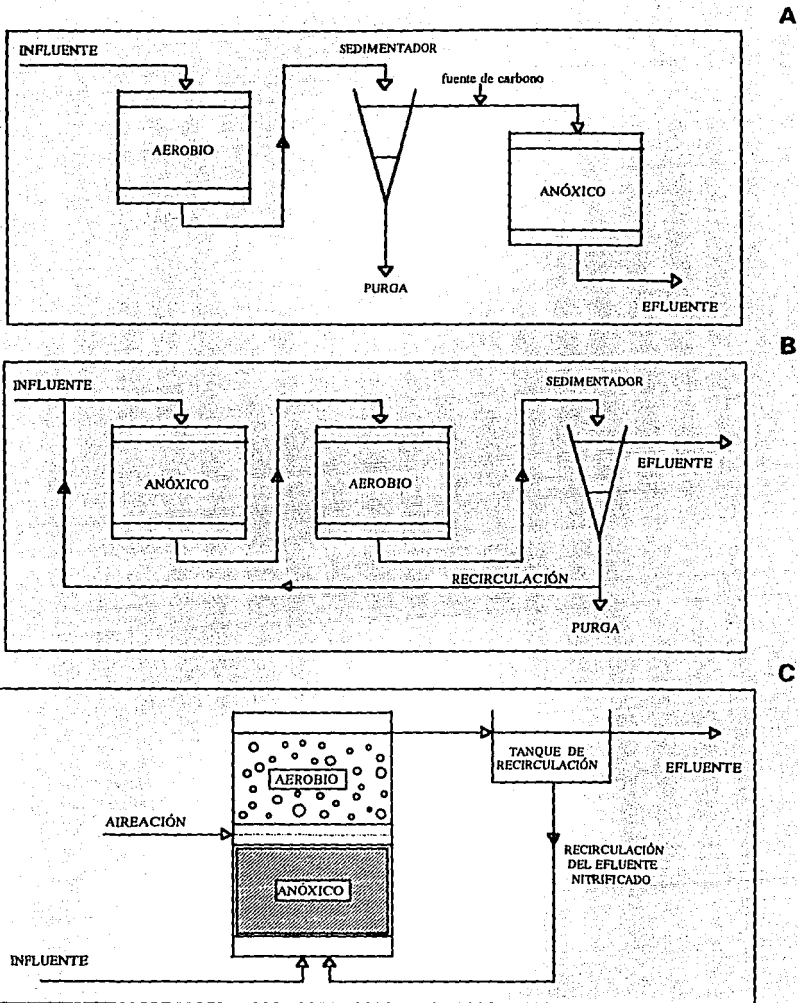 A
INFLUENTE
SEDIMENTADOR
fuente de carbono
AEROBIO
ANÓXICO
PURGA
EFLUENTE
B
INFLUENTE
SEDIMENTADOR
ANÓXICO
AEROBIO
EFLUENTE
RECIRCULACIÓN
PURGA
C
AEROBIO
TANQUE DE
RECIRCULACIÓN
EFLUENTE
AIREACIÓN
RECIRCULACIÓN
DEL EFLUENTE
NITRIFICADO
ANÓXICO
INFLUENTE